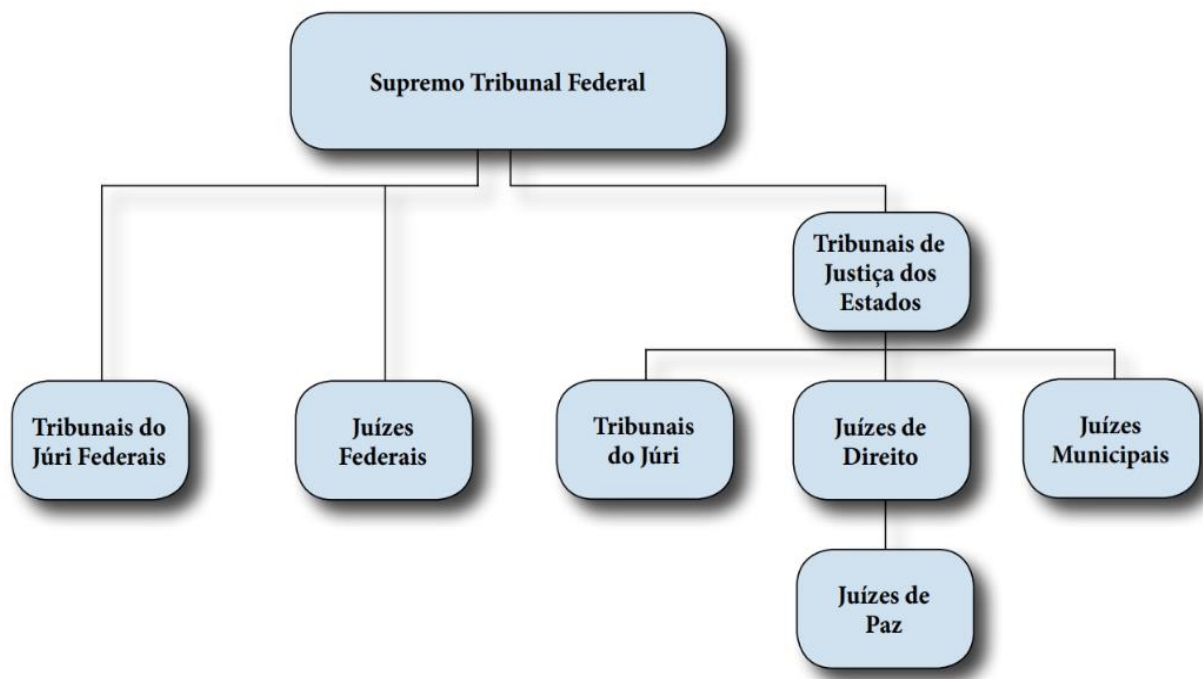 Supremo Tribunal Federal
Tribunais de
Justiça dos
Estados
Tribunais do
Júri Federais
Juízes
Federais
Tribunais
do Júri
Juízes de
Direito
Juízes
Municipais
Juízes de
Paz